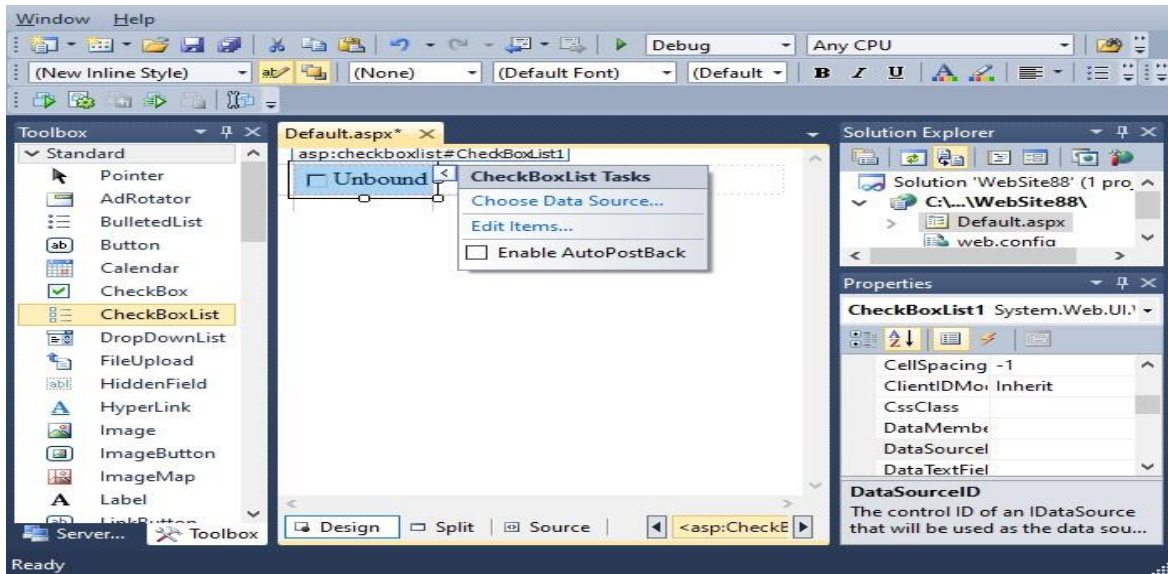 Window Help
Debug Any CPU
(New Inline Style) (None) (Default Font) (Default B I U
Toolbox
Standard
Pointer
AdRotator
BulletedList
Button
Calendar
CheckBox
CheckBoxList
DropDownList
FileUpload
HiddenField
HyperLink
Image
ImageButton
ImageMap
A Label
LinkButton
Server... Toolbox
Default.aspx*
asp:checkboxlist#CheckBoxList1
Unbound
CheckBoxList Tasks
Choose Data Source...
Edit Items...
Enable AutoPostBack
Design Split Source <asp:CheckE
Solution Explorer
Solution 'WebSite88' (1 proj
C:\...\WebSite88\
Default.aspx
web.config
Properties
CheckBoxList1 System.Web.UI.
CellSpacing -1
ClientIDMo Inherit
CssClass
DataMembe
DataSourceI
DataTextFiel
DataSourceID
The control ID of an IDataSource
that will be used as the data sou...
Ready